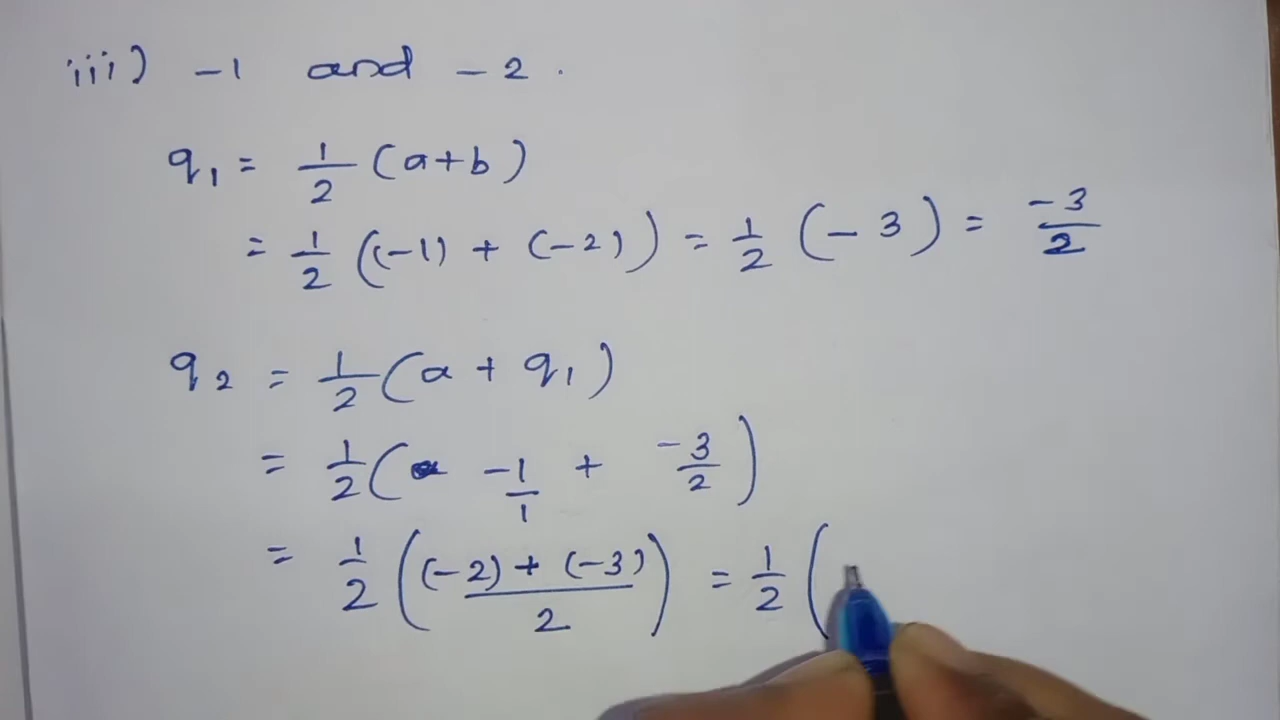 iii) -1 and -2.
q₁ = 1/2 (a+b)
= 1/2 ((-1) + (-2)) = 1/2 (-3) = -3/2
q₂ = 1/2 (a + q₁)
= 1/2 ( -1/1 + -3/2 )
= 1/2 ( (-2) + (-3) / 2 ) = 1/2 (